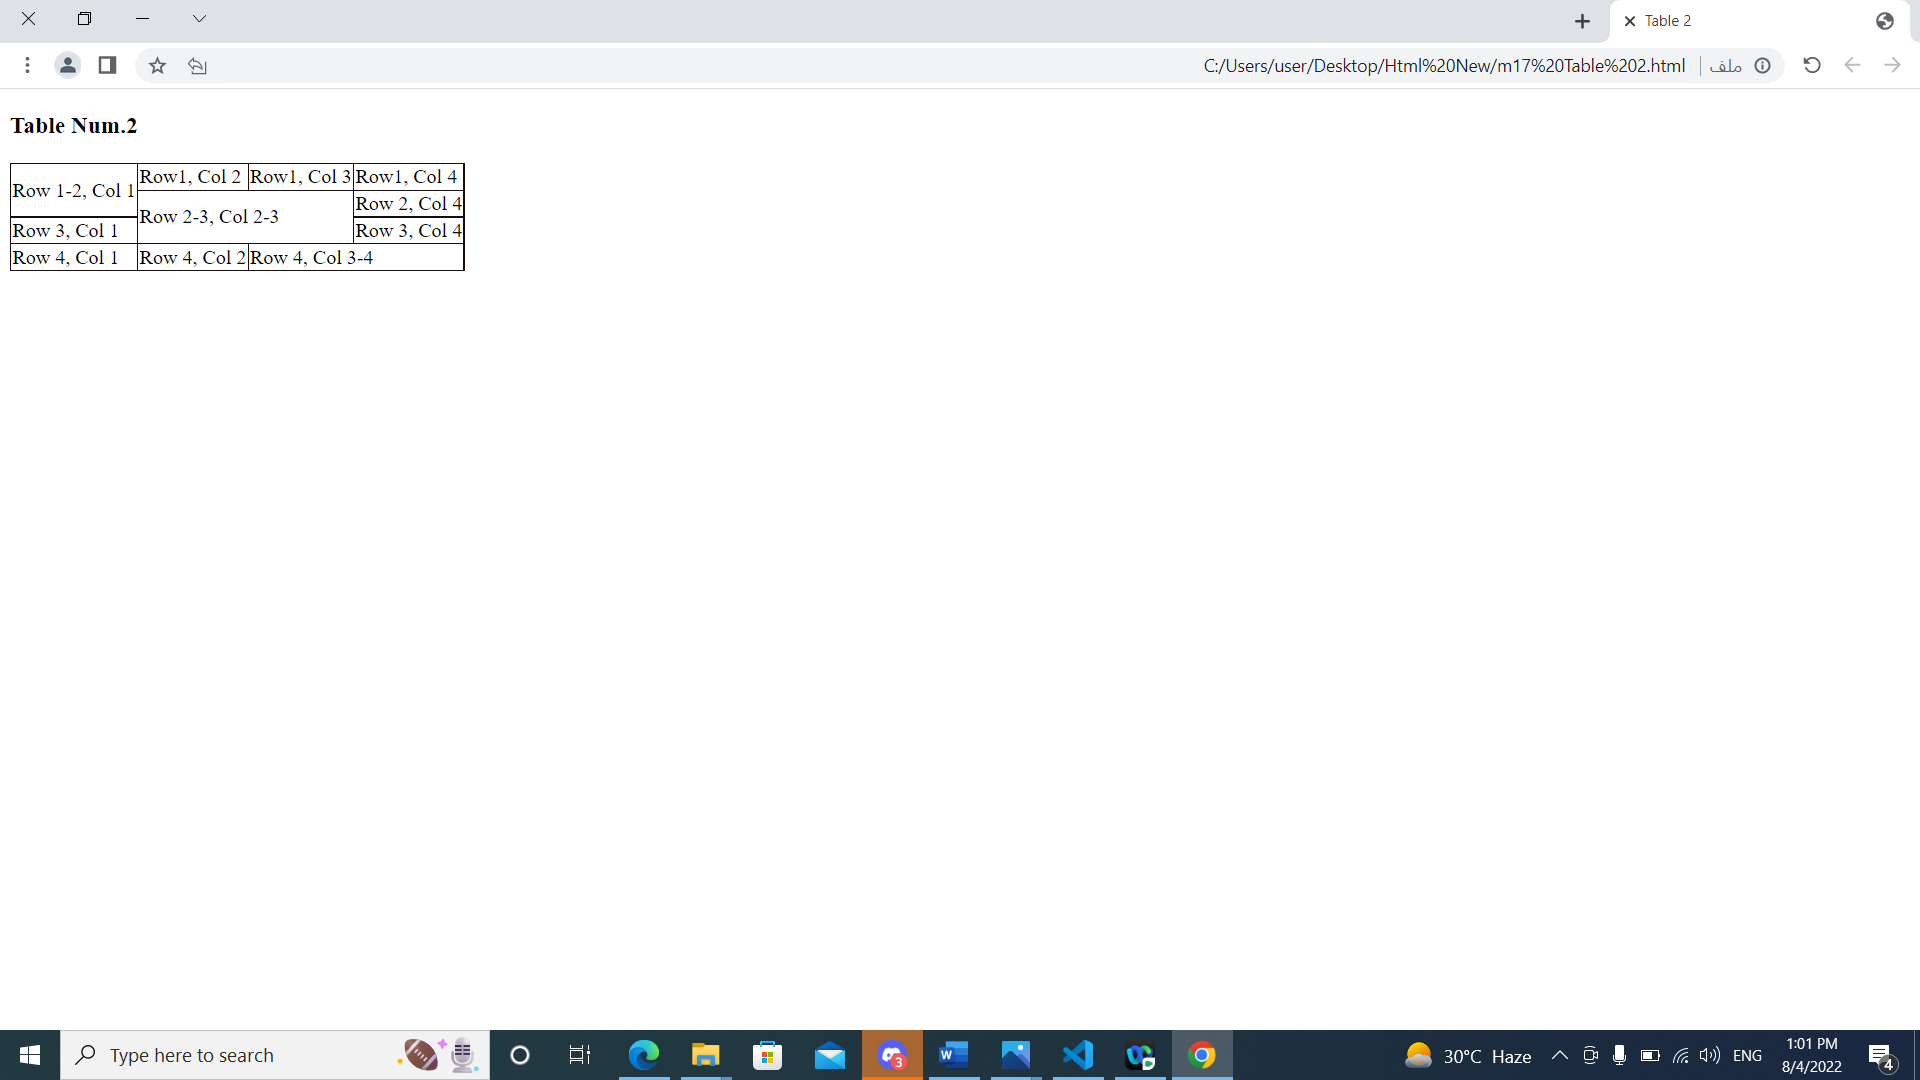 Table 2
C:/Users/user/Desktop/Html%20New/m17%20Table%202.html | ملف
Table Num.2
Row 1-2, Col 1 Row1, Col 2 Row1, Col 3 Row1, Col 4
Row 2-3, Col 2-3 Row 2, Col 4
Row 3, Col 1 Row 3, Col 4
Row 4, Col 1 Row 4, Col 2 Row 4, Col 3-4
Type here to search
3
W
30°C Haze
ENG
1:01 PM
8/4/2022
4